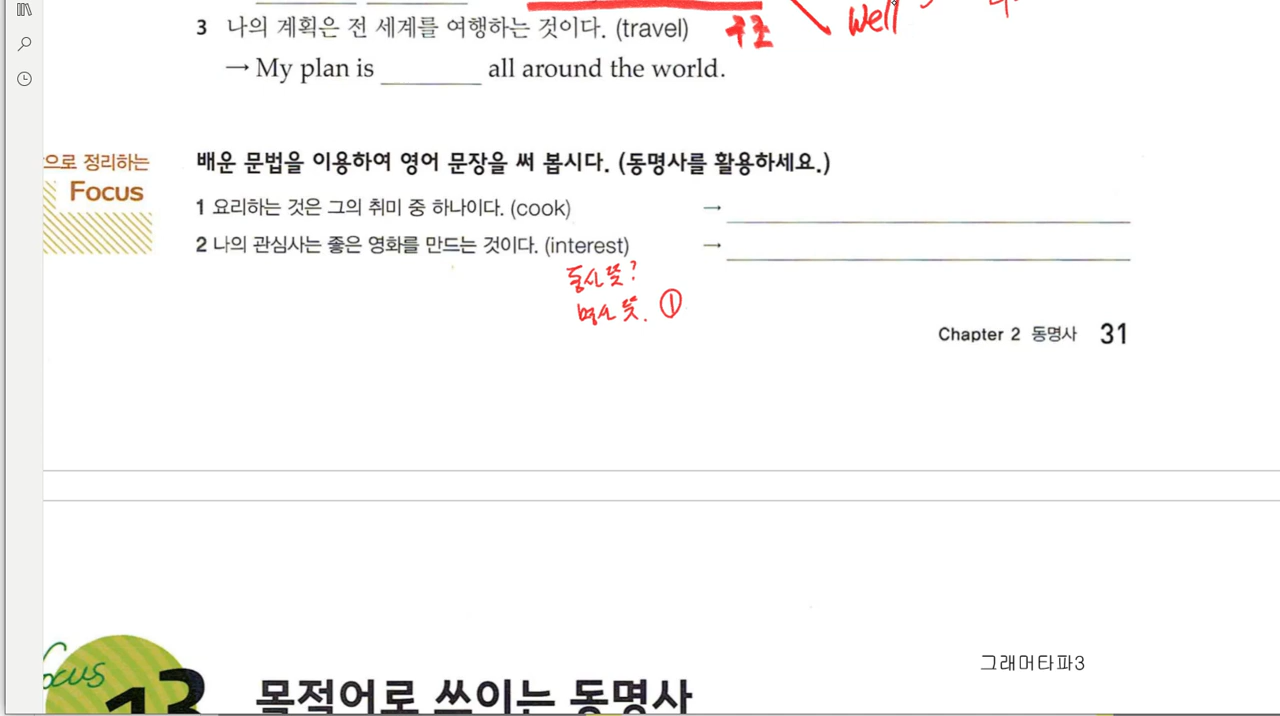 well
3 나의 계획은 전 세계를 여행하는 것이다. (travel)
구조
→ My plan is ________ all around the world.
으로 정리하는
Focus
배운 문법을 이용하여 영어 문장을 써 봅시다. (동명사를 활용하세요.)
1 요리하는 것은 그의 취미 중 하나이다. (cook) →
2 나의 관심사는 좋은 영화를 만드는 것이다. (interest) →
동사 뜻?
명사 뜻. ①
Chapter 2 동명사 31
그래머타파3
ocus
13 목적어로 쓰이는 동명사